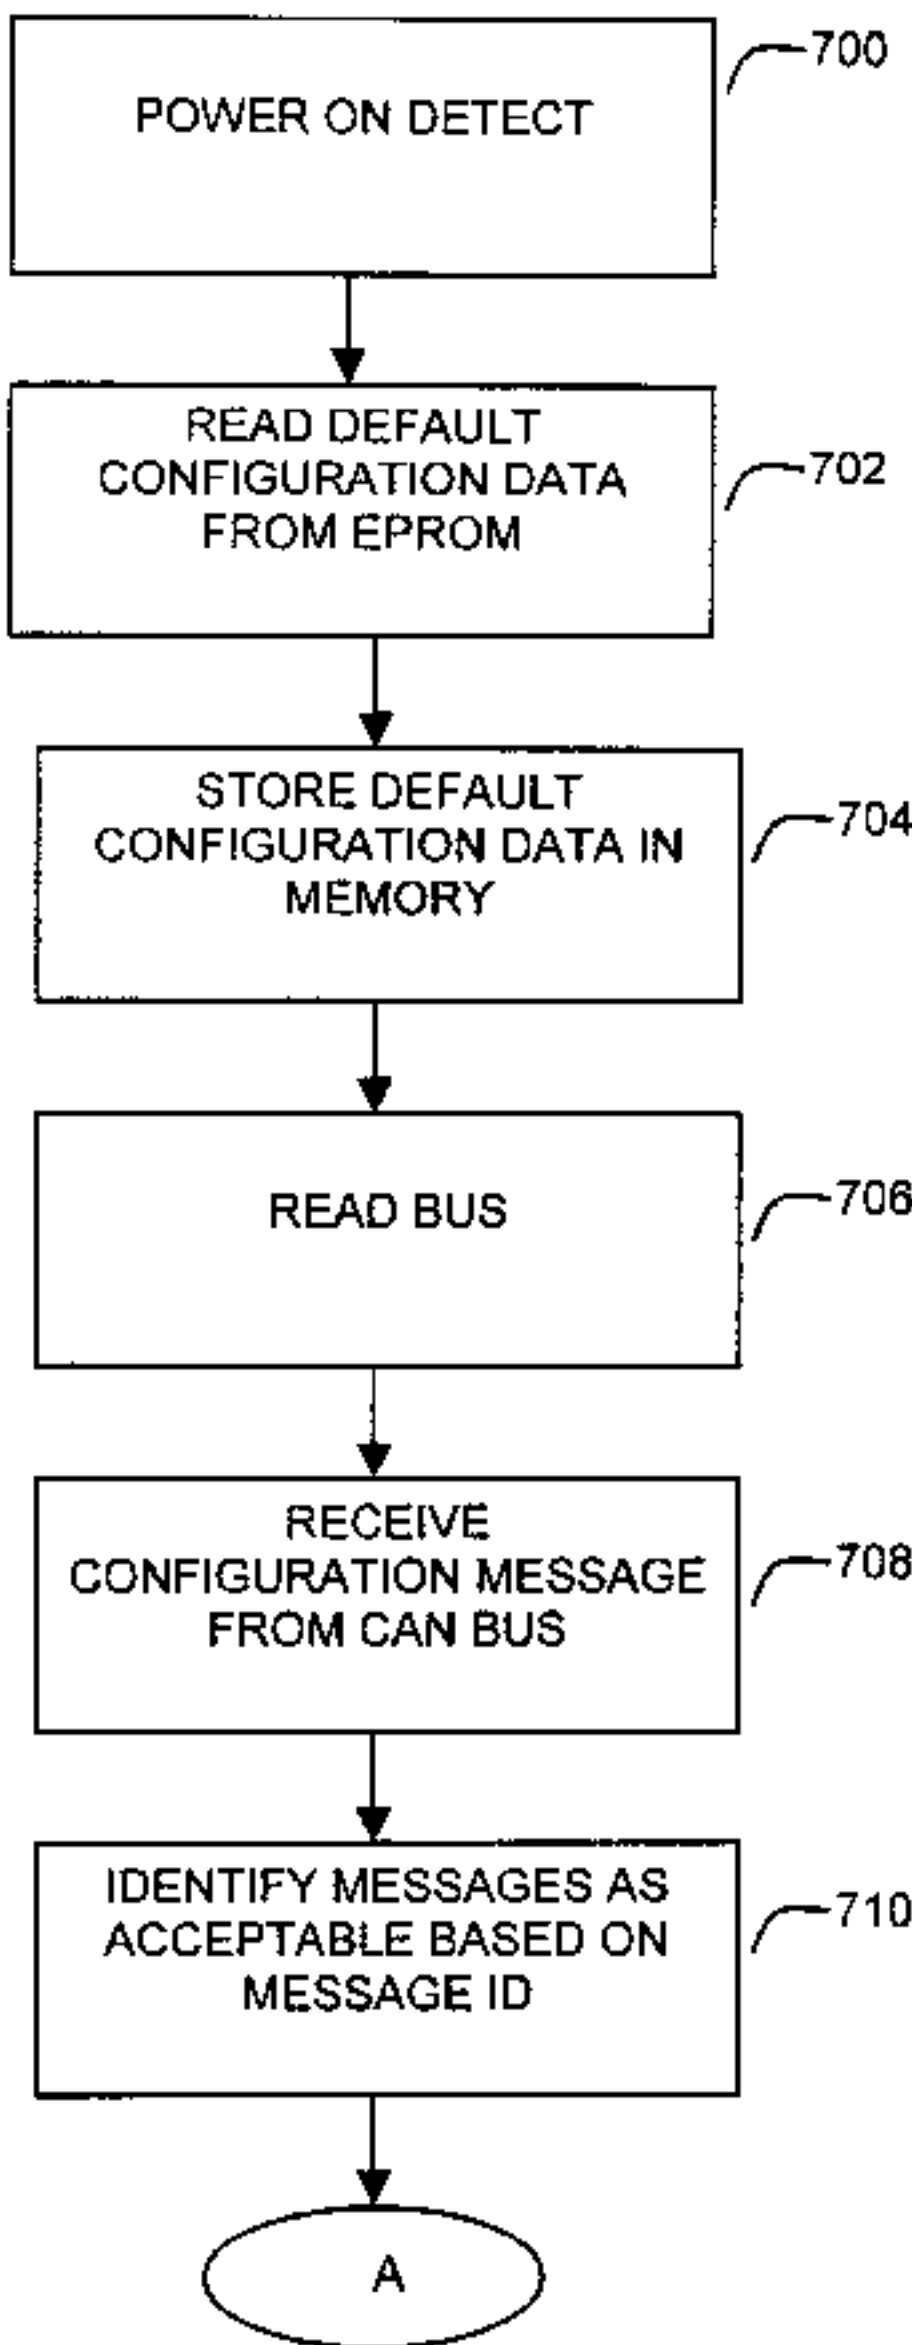 POWER ON DETECT
700
READ DEFAULT
CONFIGURATION DATA
FROM EPROM
702
STORE DEFAULT
CONFIGURATION DATA IN
MEMORY
704
READ BUS
706
RECEIVE
CONFIGURATION MESSAGE
FROM CAN BUS
708
IDENTIFY MESSAGES AS
ACCEPTABLE BASED ON
MESSAGE ID
710
A